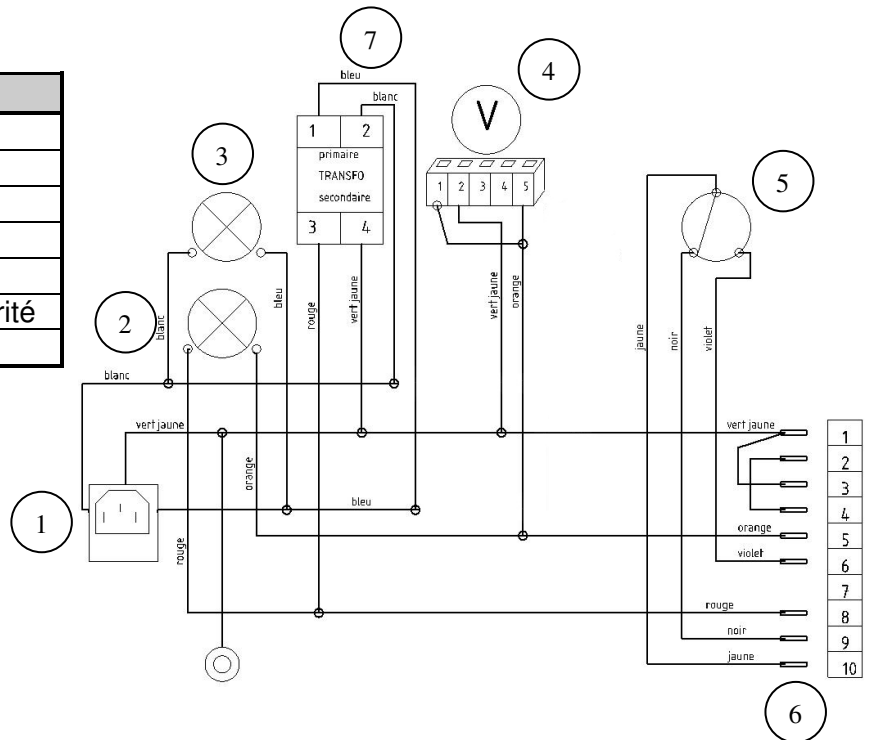 7
bleu
4
blanc
V
3
1 2
primaire
TRANSFO
secondaire
3 4
1 2 3 4 5
5
rité
2
blanc
bleu
rouge
vert jaune
vert jaune
orange
jaune
noir
violet
blanc
vert jaune
vert jaune
1
2
3
4
5
6
7
8
9
10
orange
bleu
1
orange
violet
rouge
rouge
noir
jaune
6